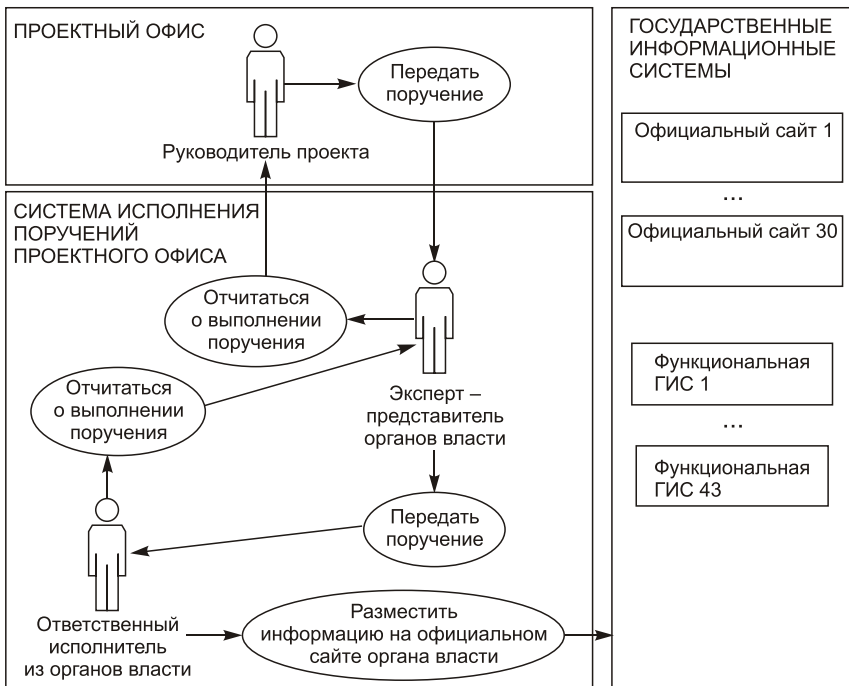 ПРОЕКТНЫЙ ОФИС
Передать
поручение
Руководитель проекта
СИСТЕМА ИСПОЛНЕНИЯ
ПОРУЧЕНИЙ
ПРОЕКТНОГО ОФИСА
Отчитаться
о выполнении
поручения
Эксперт –
представитель
органов власти
Отчитаться
о выполнении
поручения
Передать
поручение
Ответственный
исполнитель
из органов власти
Разместить
информацию на официальном
сайте органа власти
ГОСУДАРСТВЕННЫЕ
ИНФОРМАЦИОННЫЕ
СИСТЕМЫ
Официальный сайт 1
...
Официальный сайт 30
Функциональная
ГИС 1
...
Функциональная
ГИС 43